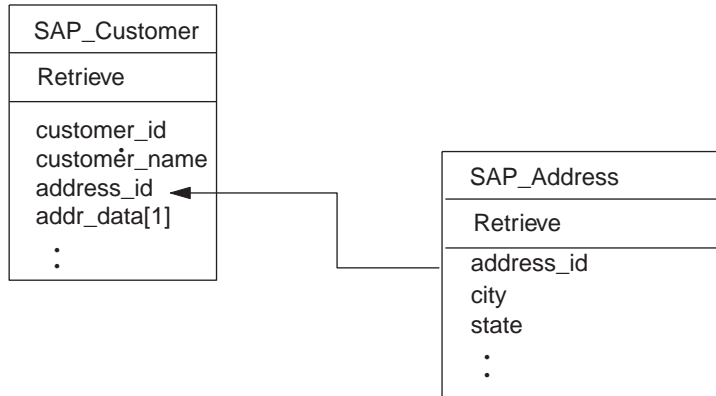 SAP_Customer
Retrieve
customer_id
customer_name
address_id
addr_data[1]
:
SAP_Address
Retrieve
address_id
city
state
: